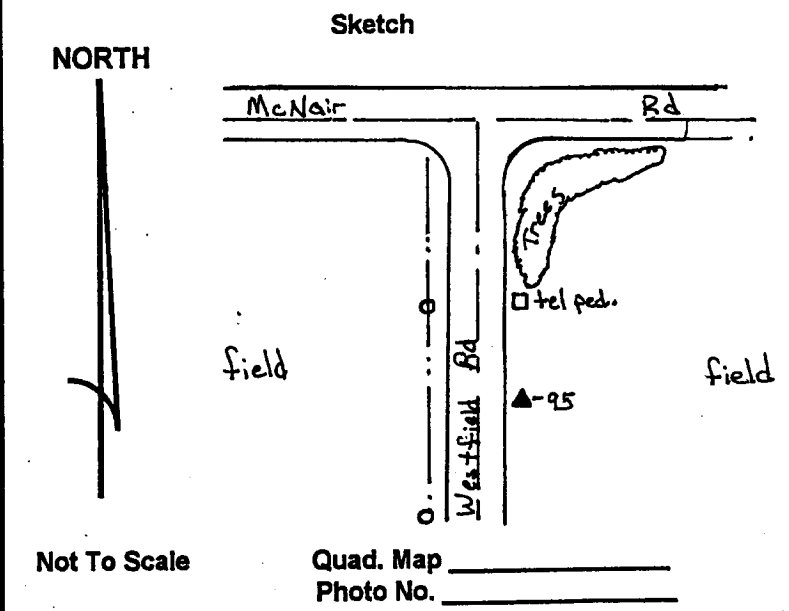 Sketch
NORTH
McNair Rd
Trees
tel ped.
field
Westfield Rd
field
-95
Not To Scale
Quad. Map
Photo No.